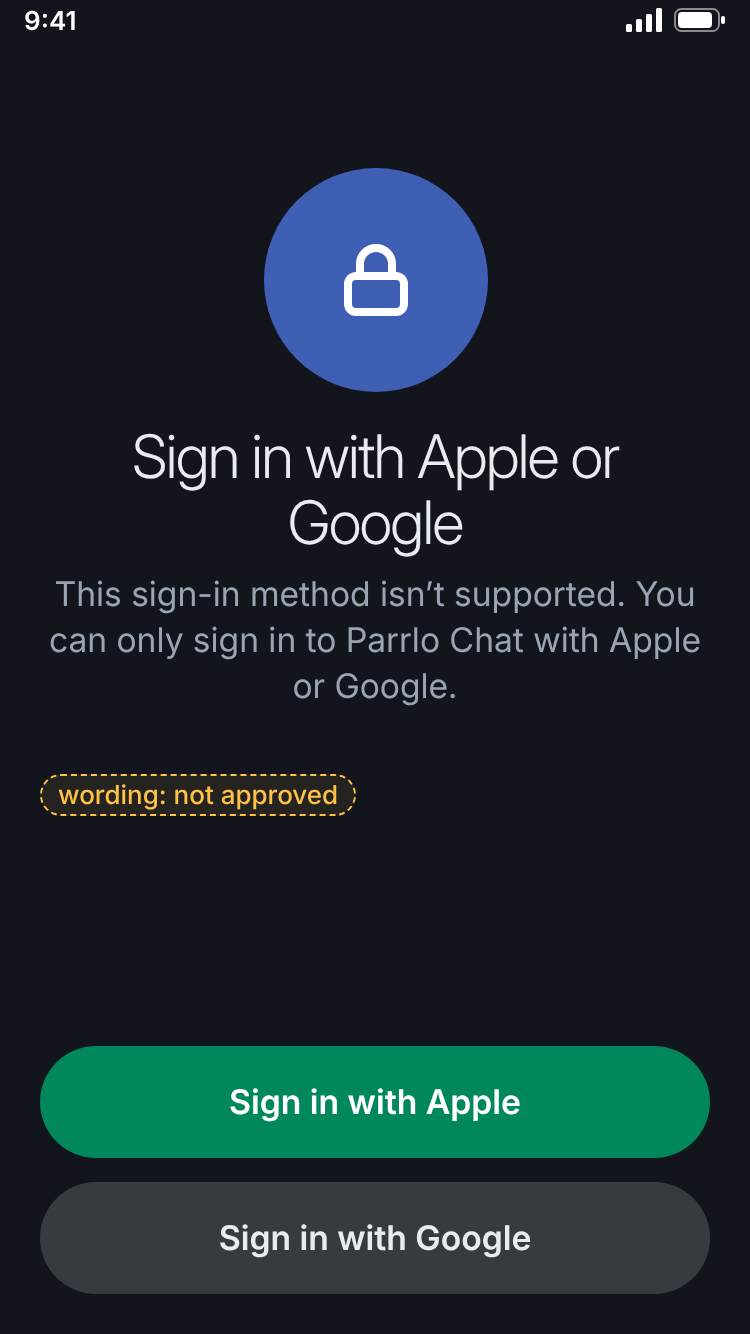 9:41
Sign in with Apple or
Google
This sign-in method isn’t supported. You
can only sign in to Parrlo Chat with Apple
or Google.
wording: not approved
Sign in with Apple
Sign in with Google